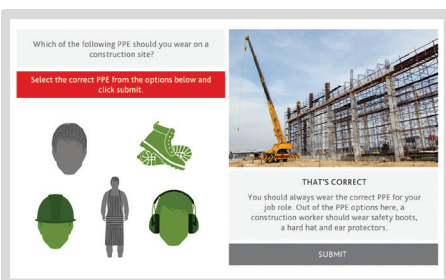 Which of the following PPE should you wear on a
construction site?
Select the correct PPE from the options below and
click submit.
THAT'S CORRECT
You should always wear the correct PPE for your
job role. Out of the PPE options here, a
construction worker should wear safety boots,
a hard hat and ear protectors.
SUBMIT